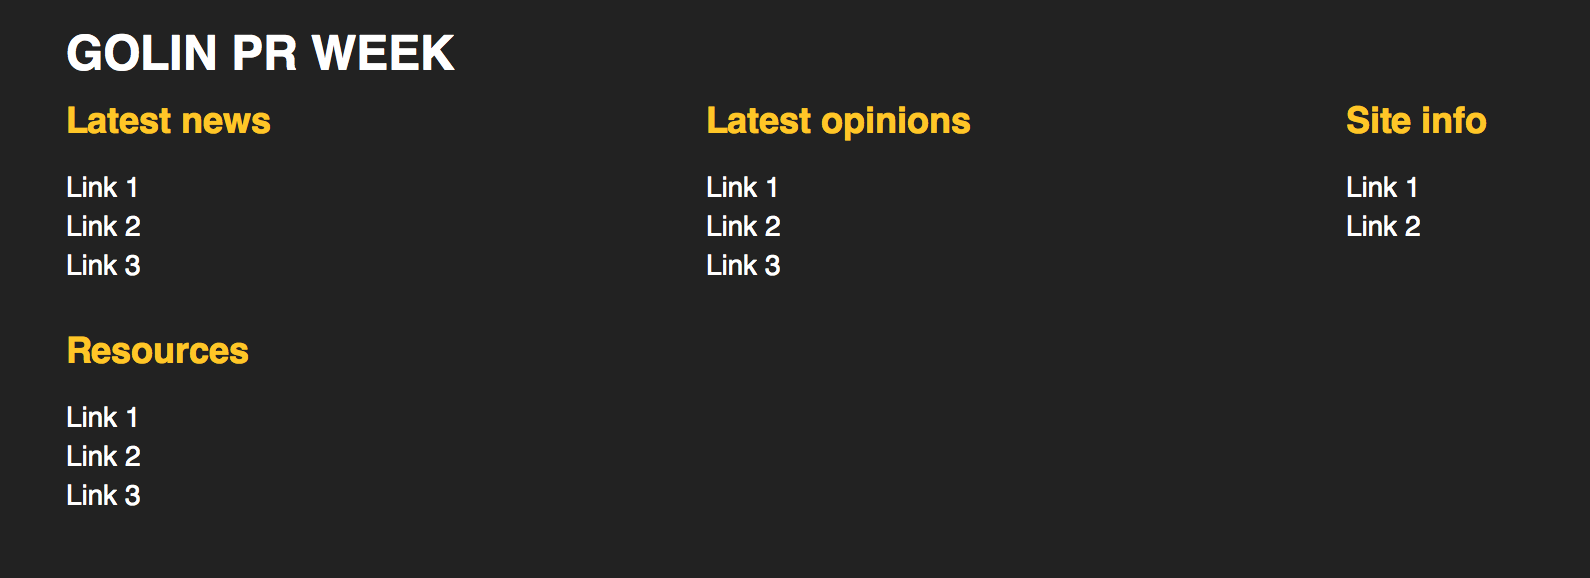 GOLIN PR WEEK
Latest news
Link 1
Link 2
Link 3
Latest opinions
Link 1
Link 2
Link 3
Site info
Link 1
Link 2
Resources
Link 1
Link 2
Link 3